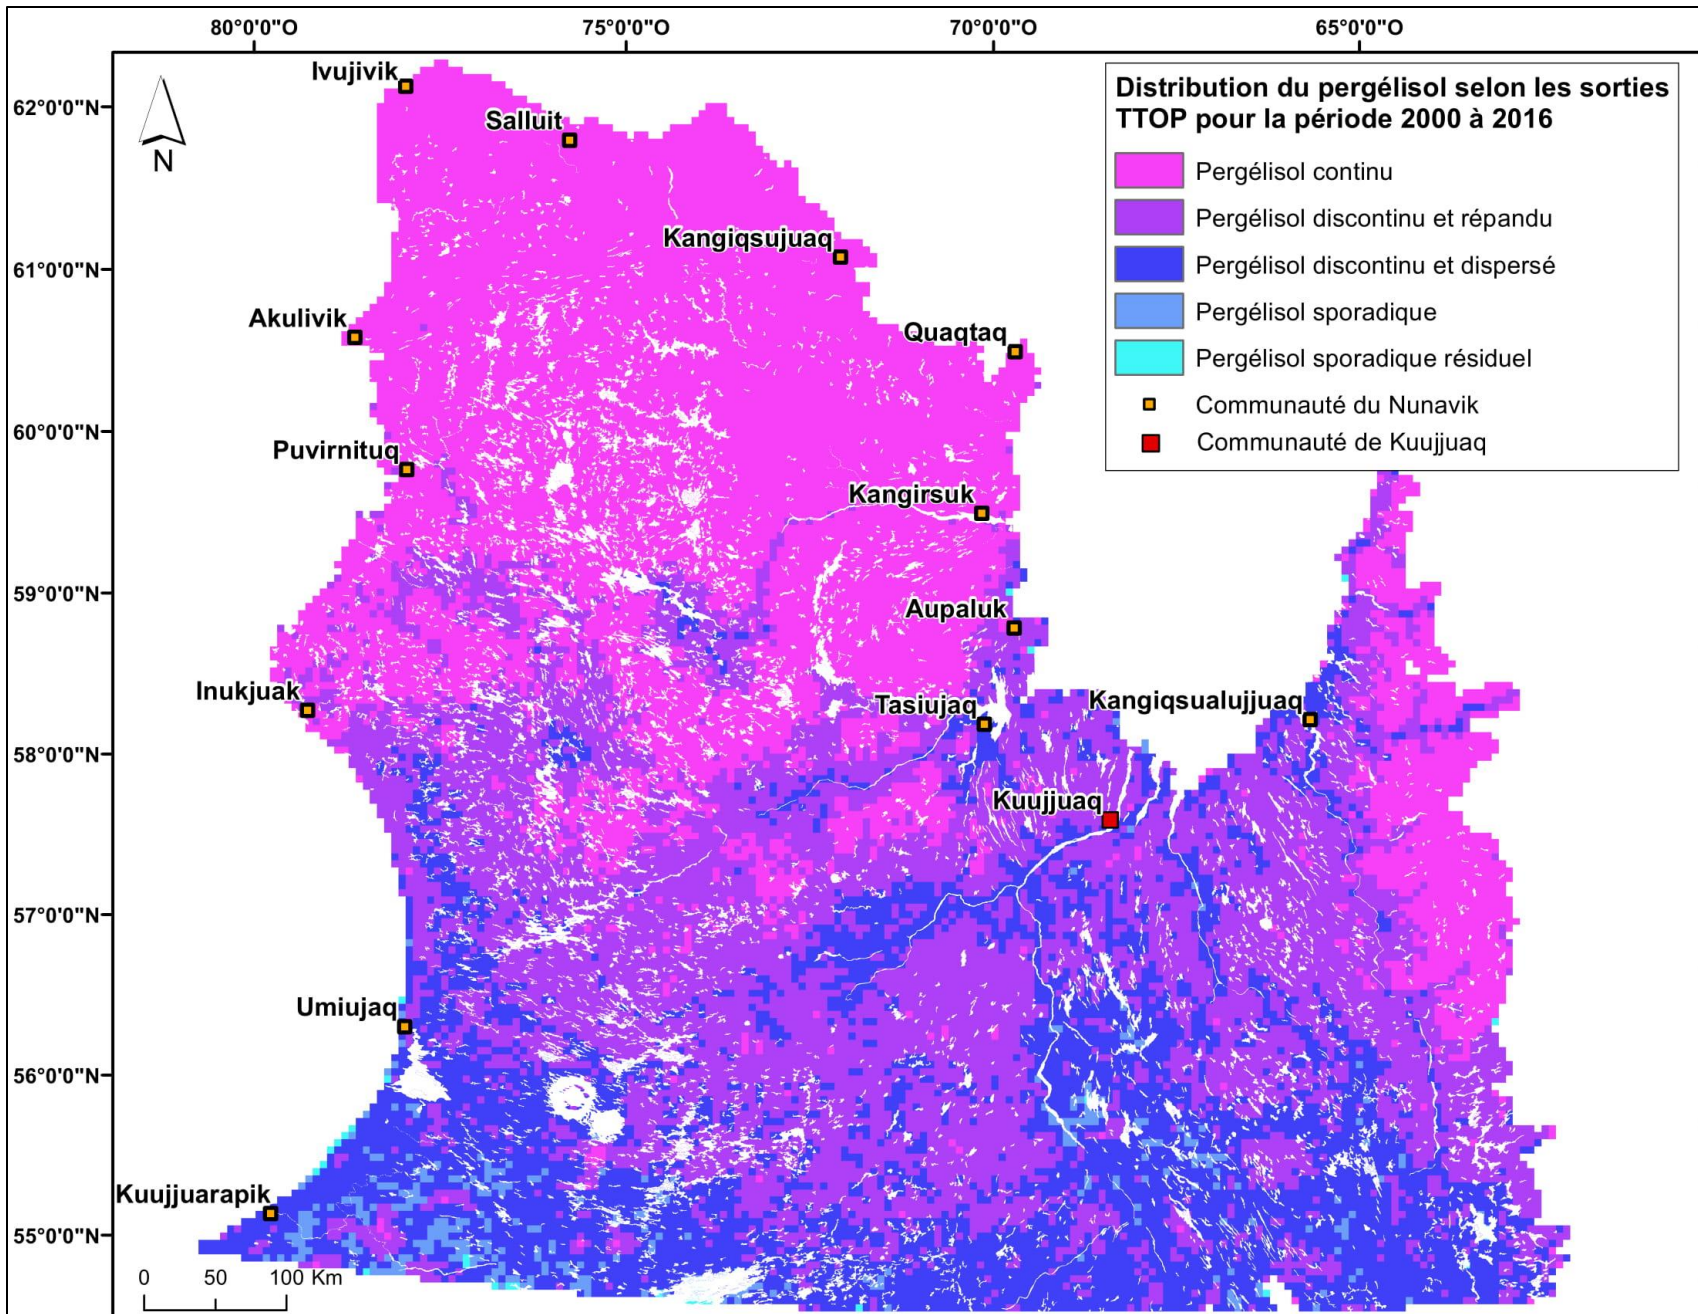 80°0'0"O 75°0'0"O 70°0'0"O 65°0'0"O
62°0'0"N
61°0'0"N
60°0'0"N
59°0'0"N
58°0'0"N
57°0'0"N
56°0'0"N
55°0'0"N
N
Distribution du pergélisol selon les sorties
TTOP pour la période 2000 à 2016
Pergélisol continu
Pergélisol discontinu et répandu
Pergélisol discontinu et dispersé
Pergélisol sporadique
Pergélisol sporadique résiduel
Communauté du Nunavik
Communauté de Kuujjuaq
Ivujivik
Salluit
Kangiqsujuaq
Akulivik
Quaqtaq
Puvirnituq
Kangirsuk
Aupaluk
Inukjuak
Tasiujaq
Kangiqsualujjuaq
Kuujjuaq
Umiujaq
Kuujjuarapik
0 50 100 Km